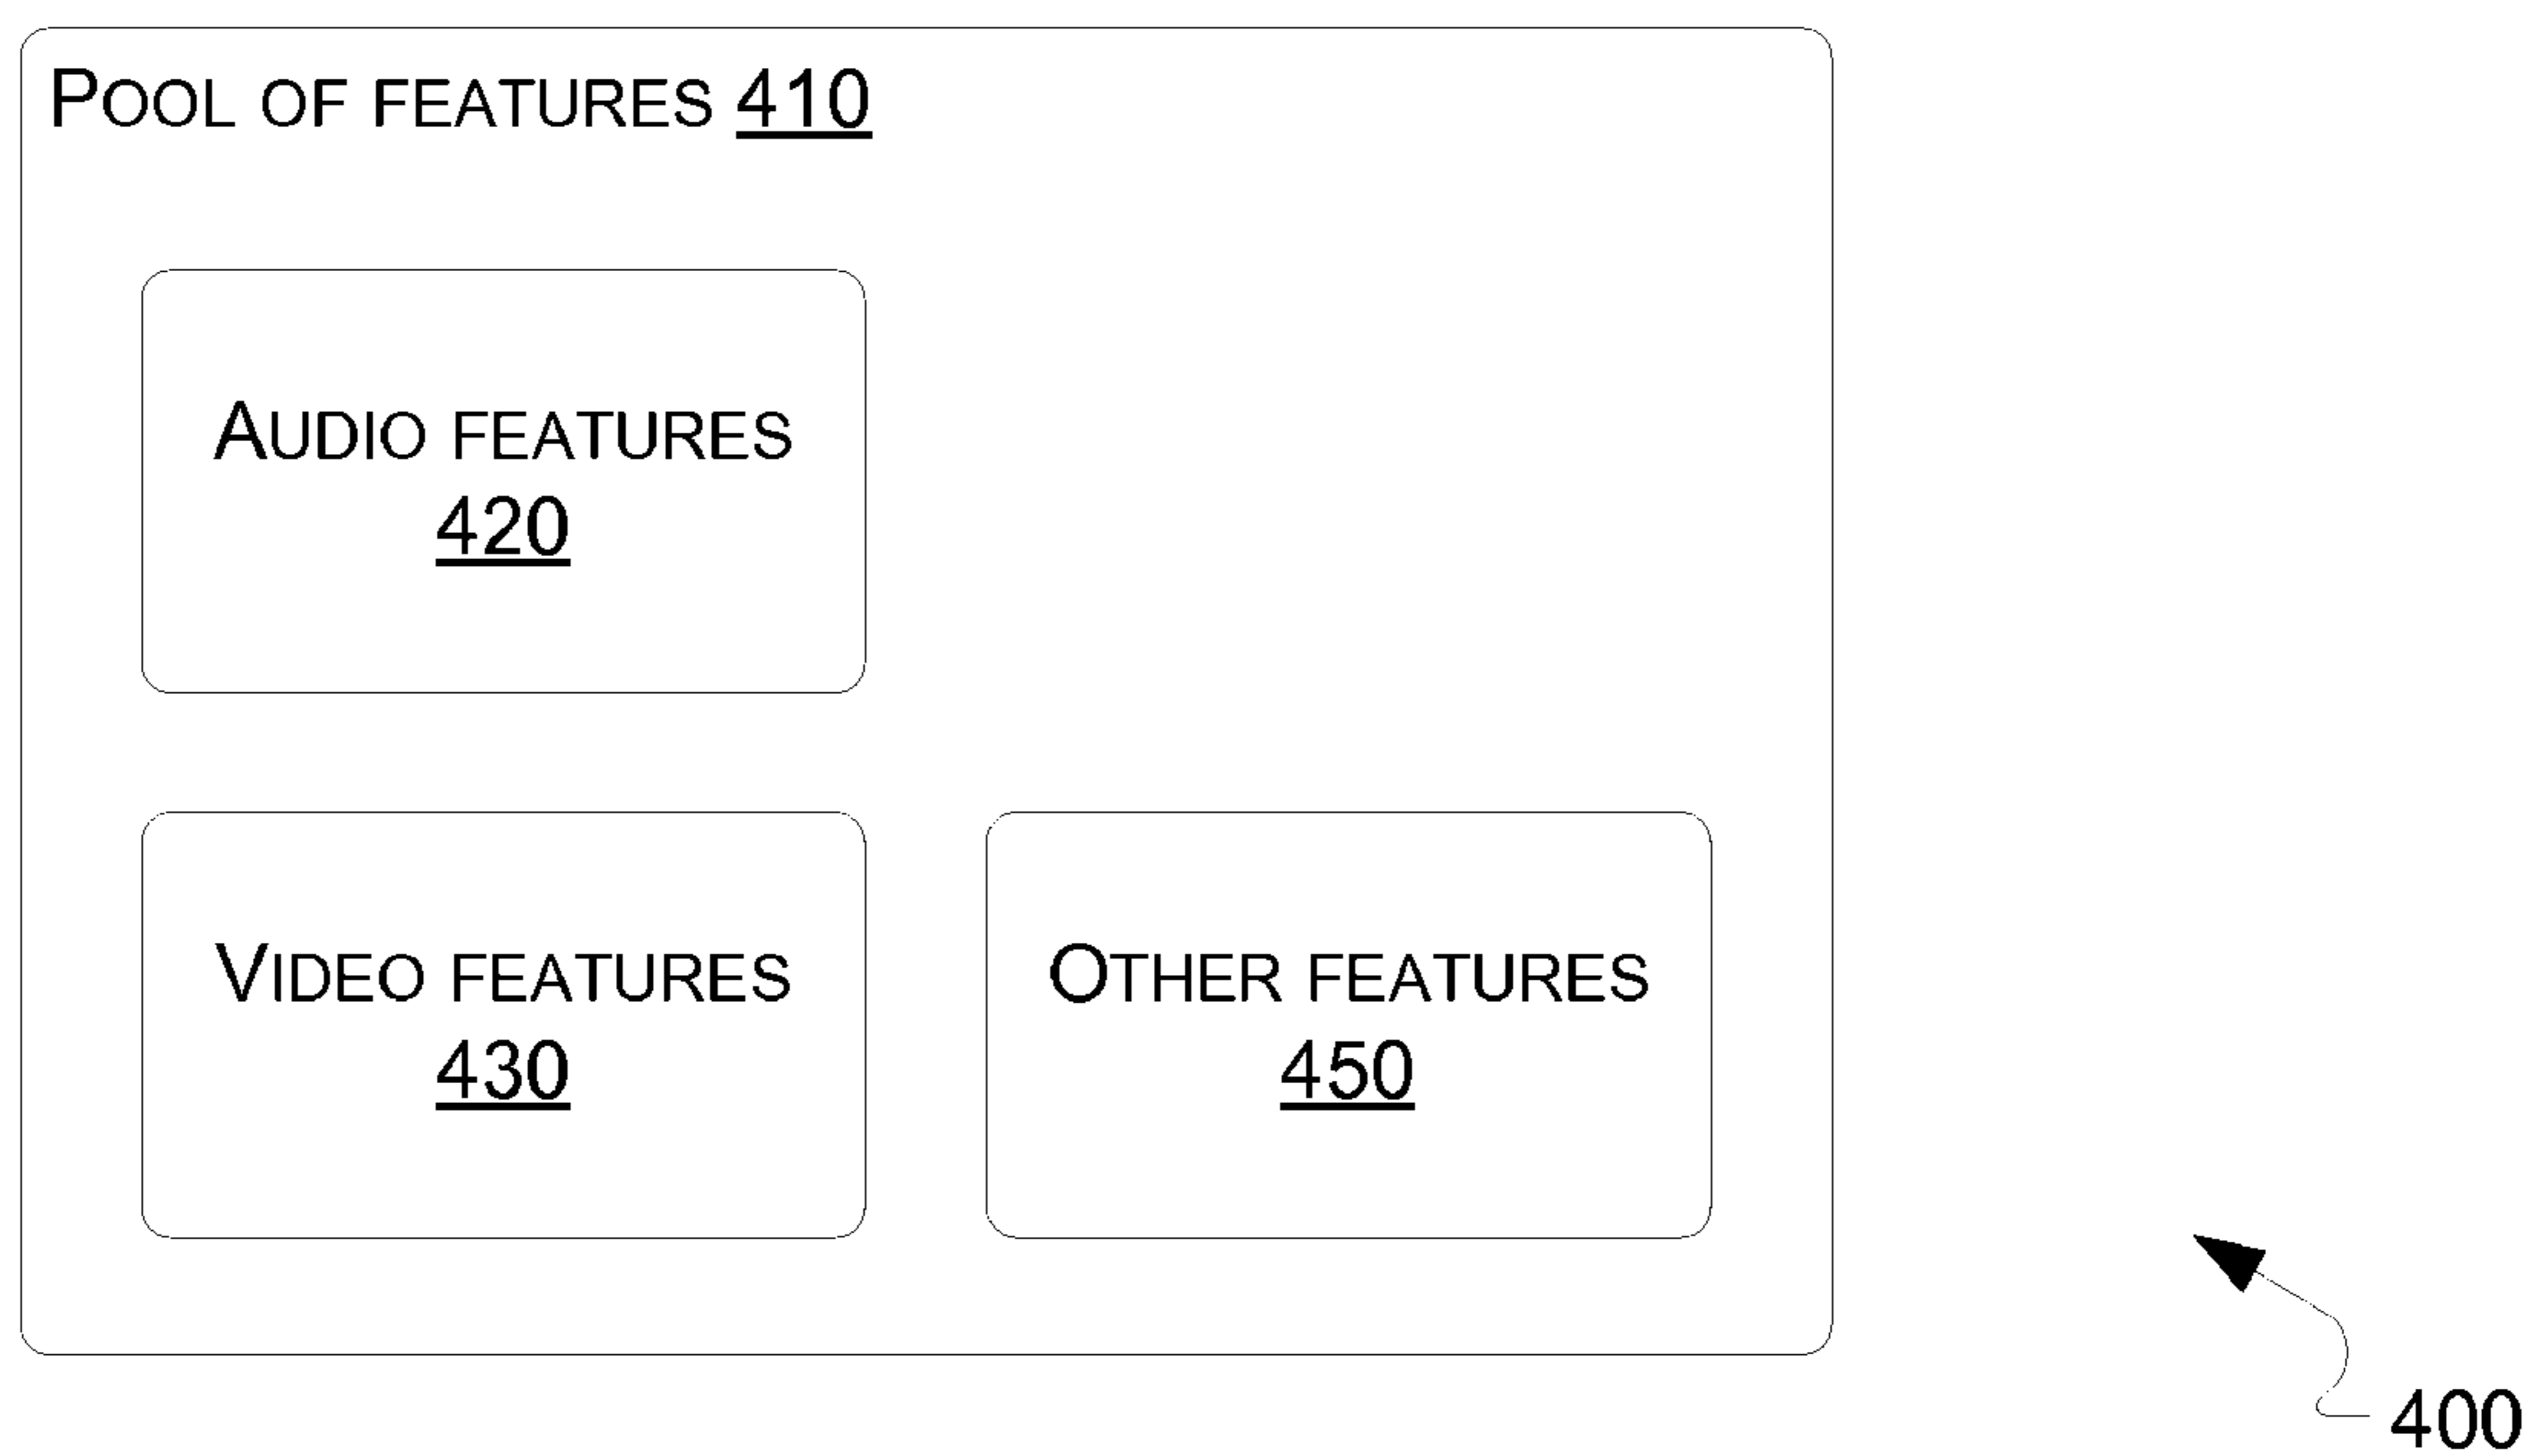 POOL OF FEATURES 410
AUDIO FEATURES
420
VIDEO FEATURES
430
OTHER FEATURES
450
400